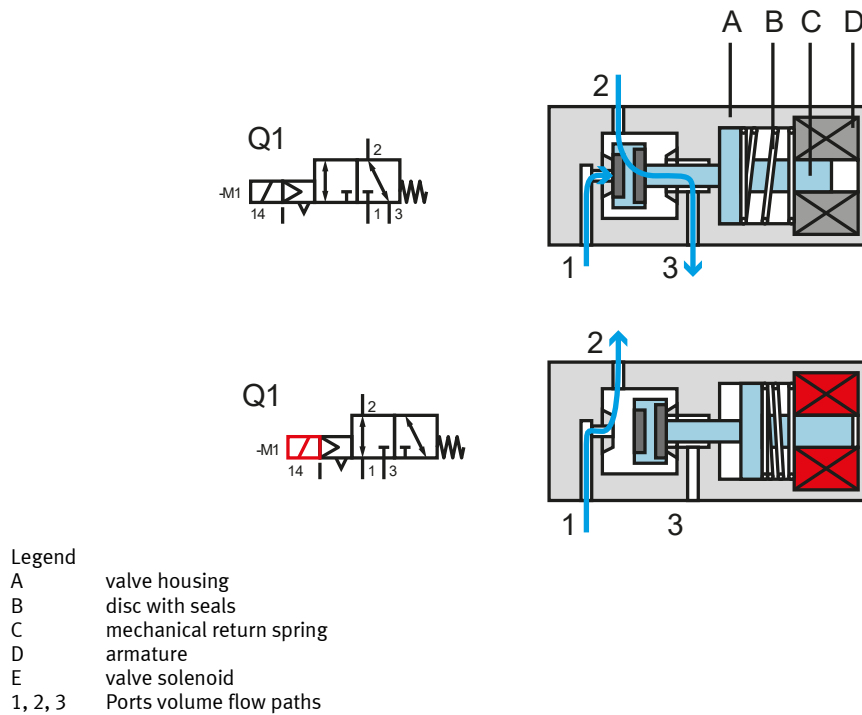 A B C D
2
Q1
2
-M1
14
1 3
1
3
2
Q1
2
-M1
14
1 3
1
3
Legend
A valve housing
B disc with seals
C mechanical return spring
D armature
E valve solenoid
1, 2, 3 Ports volume flow paths